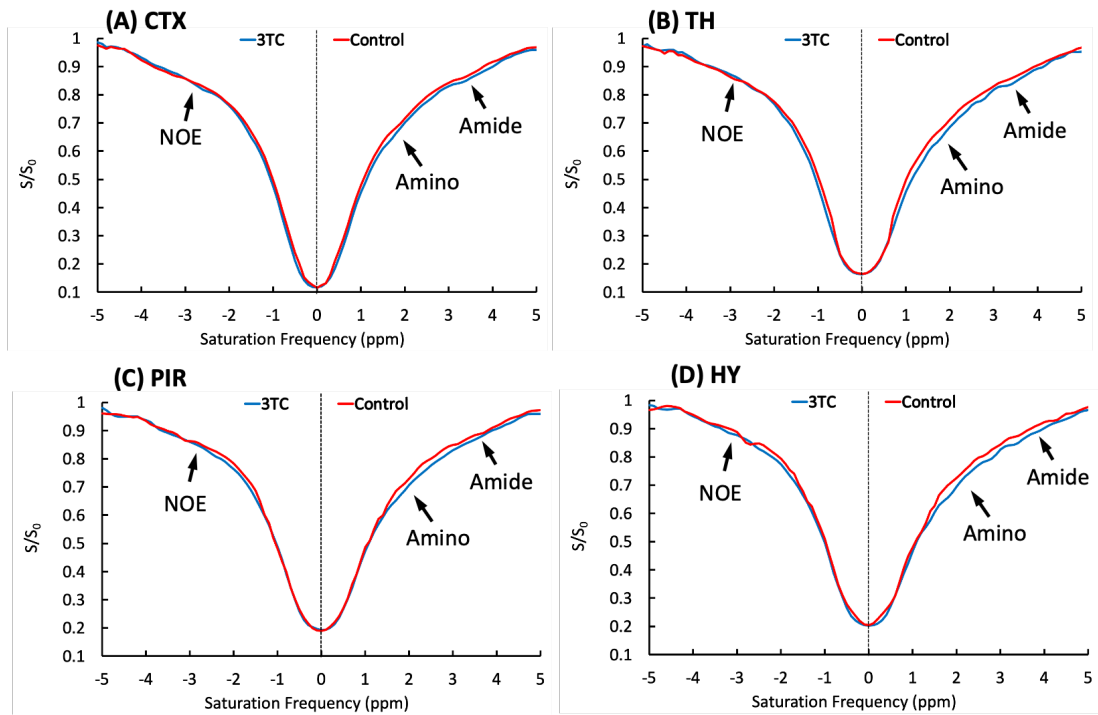 (A) CTX
3TC Control
1
0.9
0.8
0.7
0.6
0.5
0.4
0.3
0.2
0.1
S/S0
NOE
Amide
Amino
-5 -4 -3 -2 -1 0 1 2 3 4 5
Saturation Frequency (ppm)
(B) TH
3TC Control
1
0.9
0.8
0.7
0.6
0.5
0.4
0.3
0.2
0.1
S/S0
NOE
Amide
Amino
-5 -4 -3 -2 -1 0 1 2 3 4 5
Saturation Frequency (ppm)
(C) PIR
3TC Control
1
0.9
0.8
0.7
0.6
0.5
0.4
0.3
0.2
0.1
S/S0
NOE
Amide
Amino
-5 -4 -3 -2 -1 0 1 2 3 4 5
Saturation Frequency (ppm)
(D) HY
3TC Control
1
0.9
0.8
0.7
0.6
0.5
0.4
0.3
0.2
0.1
S/S0
NOE
Amide
Amino
-5 -4 -3 -2 -1 0 1 2 3 4 5
Saturation Frequency (ppm)